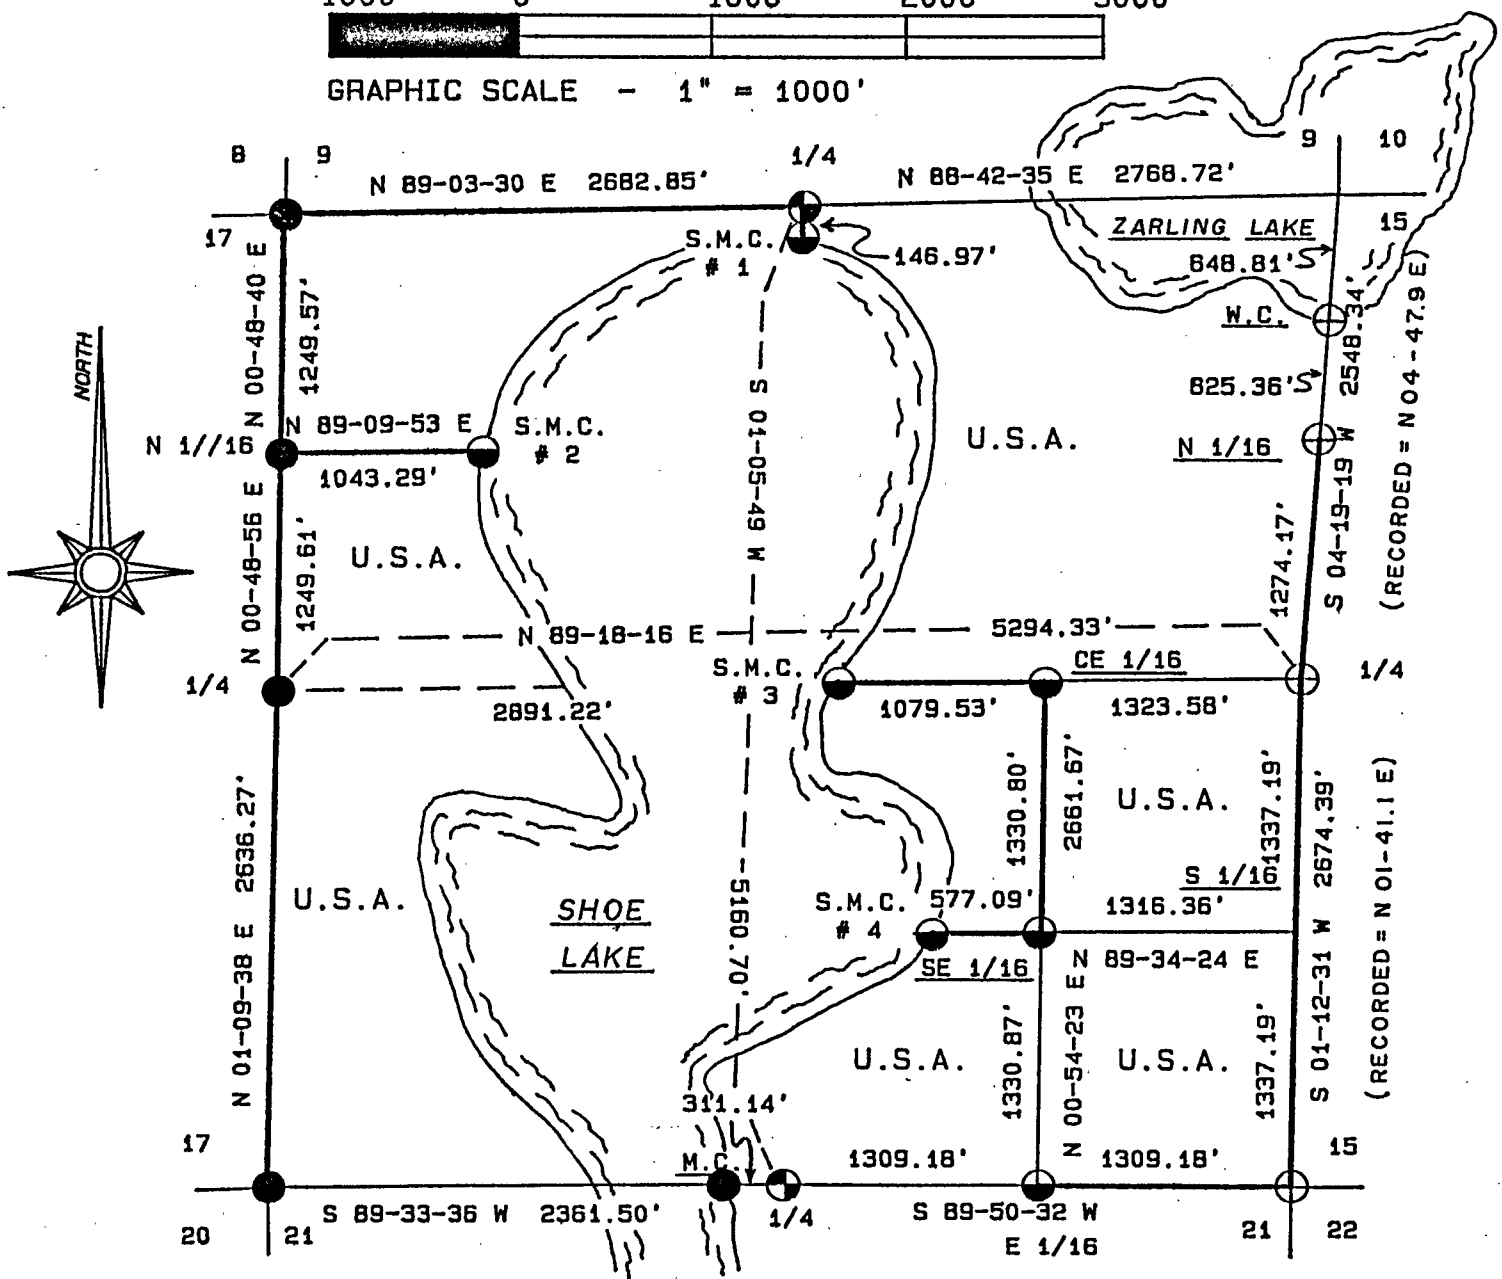 1000 0 1000 2000 3000
GRAPHIC SCALE - 1" = 1000'
8 9
1/4
9 10
N 89-03-30 E 2682.85'
N 88-42-35 E 2768.72'
17
15
ZARLING LAKE
S.M.C.
# 1
146.97'
648.81'
W.C.
NORTH
N 00-48-40 E
1249.57'
2548.34'
(RECORDED = N 04-47.9 E)
825.36'
N 89-09-53 E
S.M.C.
# 2
N 1//16
1043.29'
S 01-05-49 W
U.S.A.
N 1/16
S 04-19-19 W
N 00-48-56 E
1249.61'
U.S.A.
1274.17'
N 89-18-16 E
5294.33'
1/4
S.M.C.
# 3
CE 1/16
1/4
2891.22'
1079.53'
1323.58'
N 01-09-38 E 2636.27'
1330.80'
2661.67'
U.S.A.
1337.19'
S 1/16
S 01-12-31 W 2674.39'
(RECORDED = N 01-41.1 E)
U.S.A.
SHOE
LAKE
5160.70'
S.M.C.
# 4
577.09'
1316.36'
SE 1/16
N 89-34-24 E
U.S.A.
1330.87'
N 00-54-23 E
U.S.A.
1337.19'
311.14'
17
M.C.
1309.18'
1309.18'
15
S 89-33-36 W 2361.50'
1/4
S 89-50-32 W
E 1/16
20 21
21 22